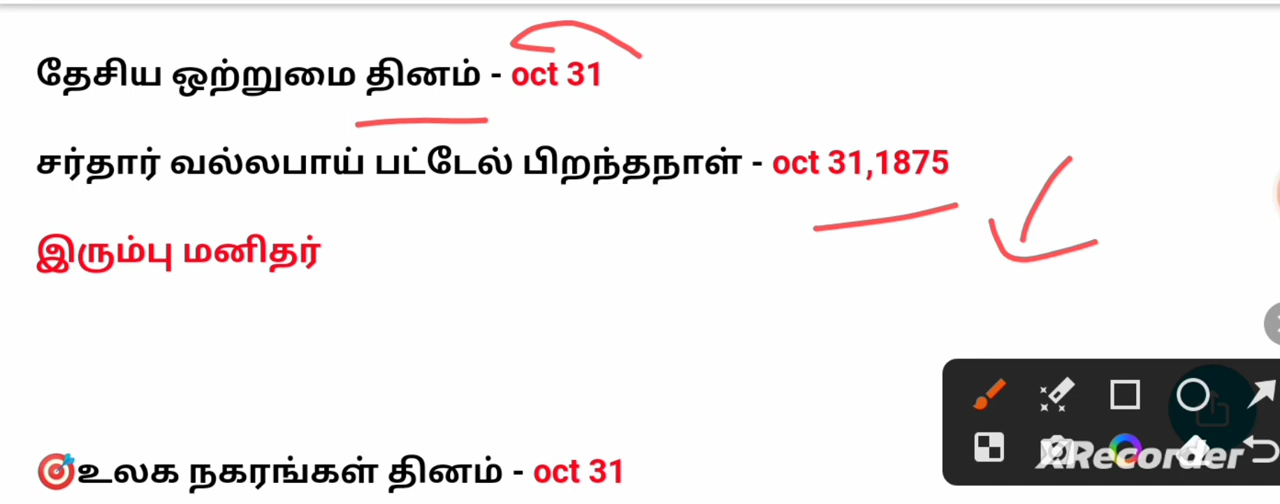 தேசிய ஒற்றுமை தினம் - oct 31
சர்தார் வல்லபாய் பட்டேல் பிறந்தநாள் - oct 31,1875
இரும்பு மனிதர்
🎯உலக நகரங்கள் தினம் - oct 31
XRecorder